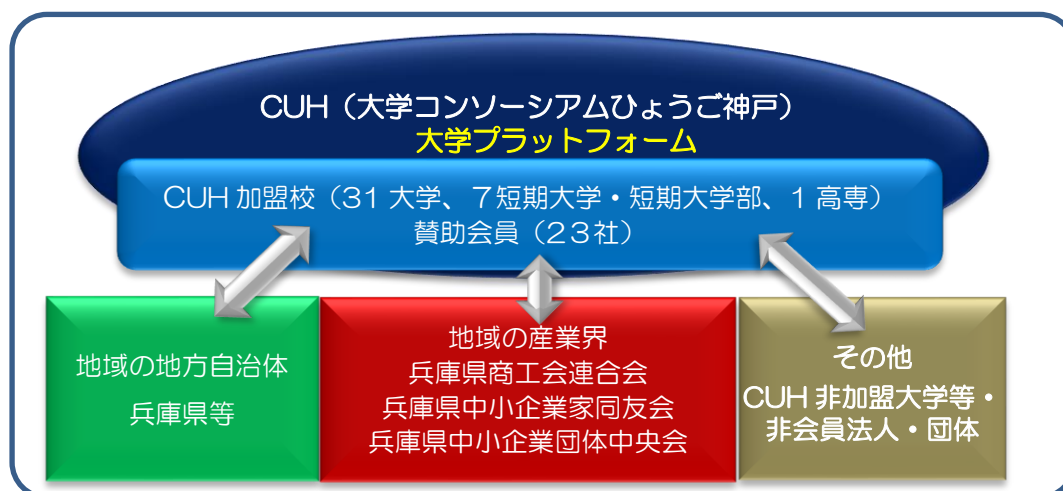 CUH（大学コンソーシアムひょうご神戸）
大学プラットフォーム
CUH 加盟校（31 大学、７短期大学・短期大学部、１高専）
賛助会員（２３社）
地域の地方自治体
兵庫県等
地域の産業界
兵庫県商工会連合会
兵庫県中小企業家同友会
兵庫県中小企業団体中央会
その他
CUH 非加盟大学等・
非会員法人・団体